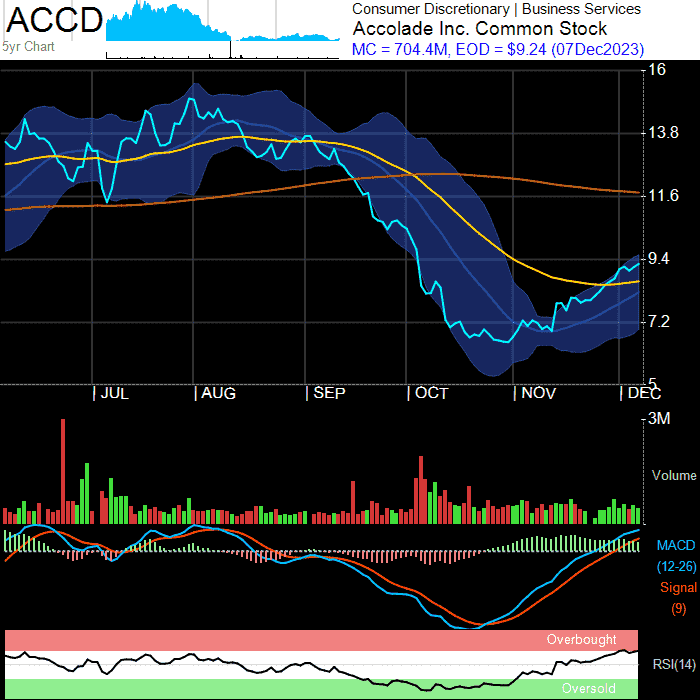 ACCD
5yr Chart
Consumer Discretionary | Business Services
Accolade Inc. Common Stock
MC = 704.4M, EOD = $9.24 (07Dec2023)
16
13.8
11.6
9.4
7.2
5
JUL
AUG
SEP
OCT
NOV
DEC
3M
Volume
MACD
(12-26)
Signal
(9)
Overbought
RSI(14)
Oversold